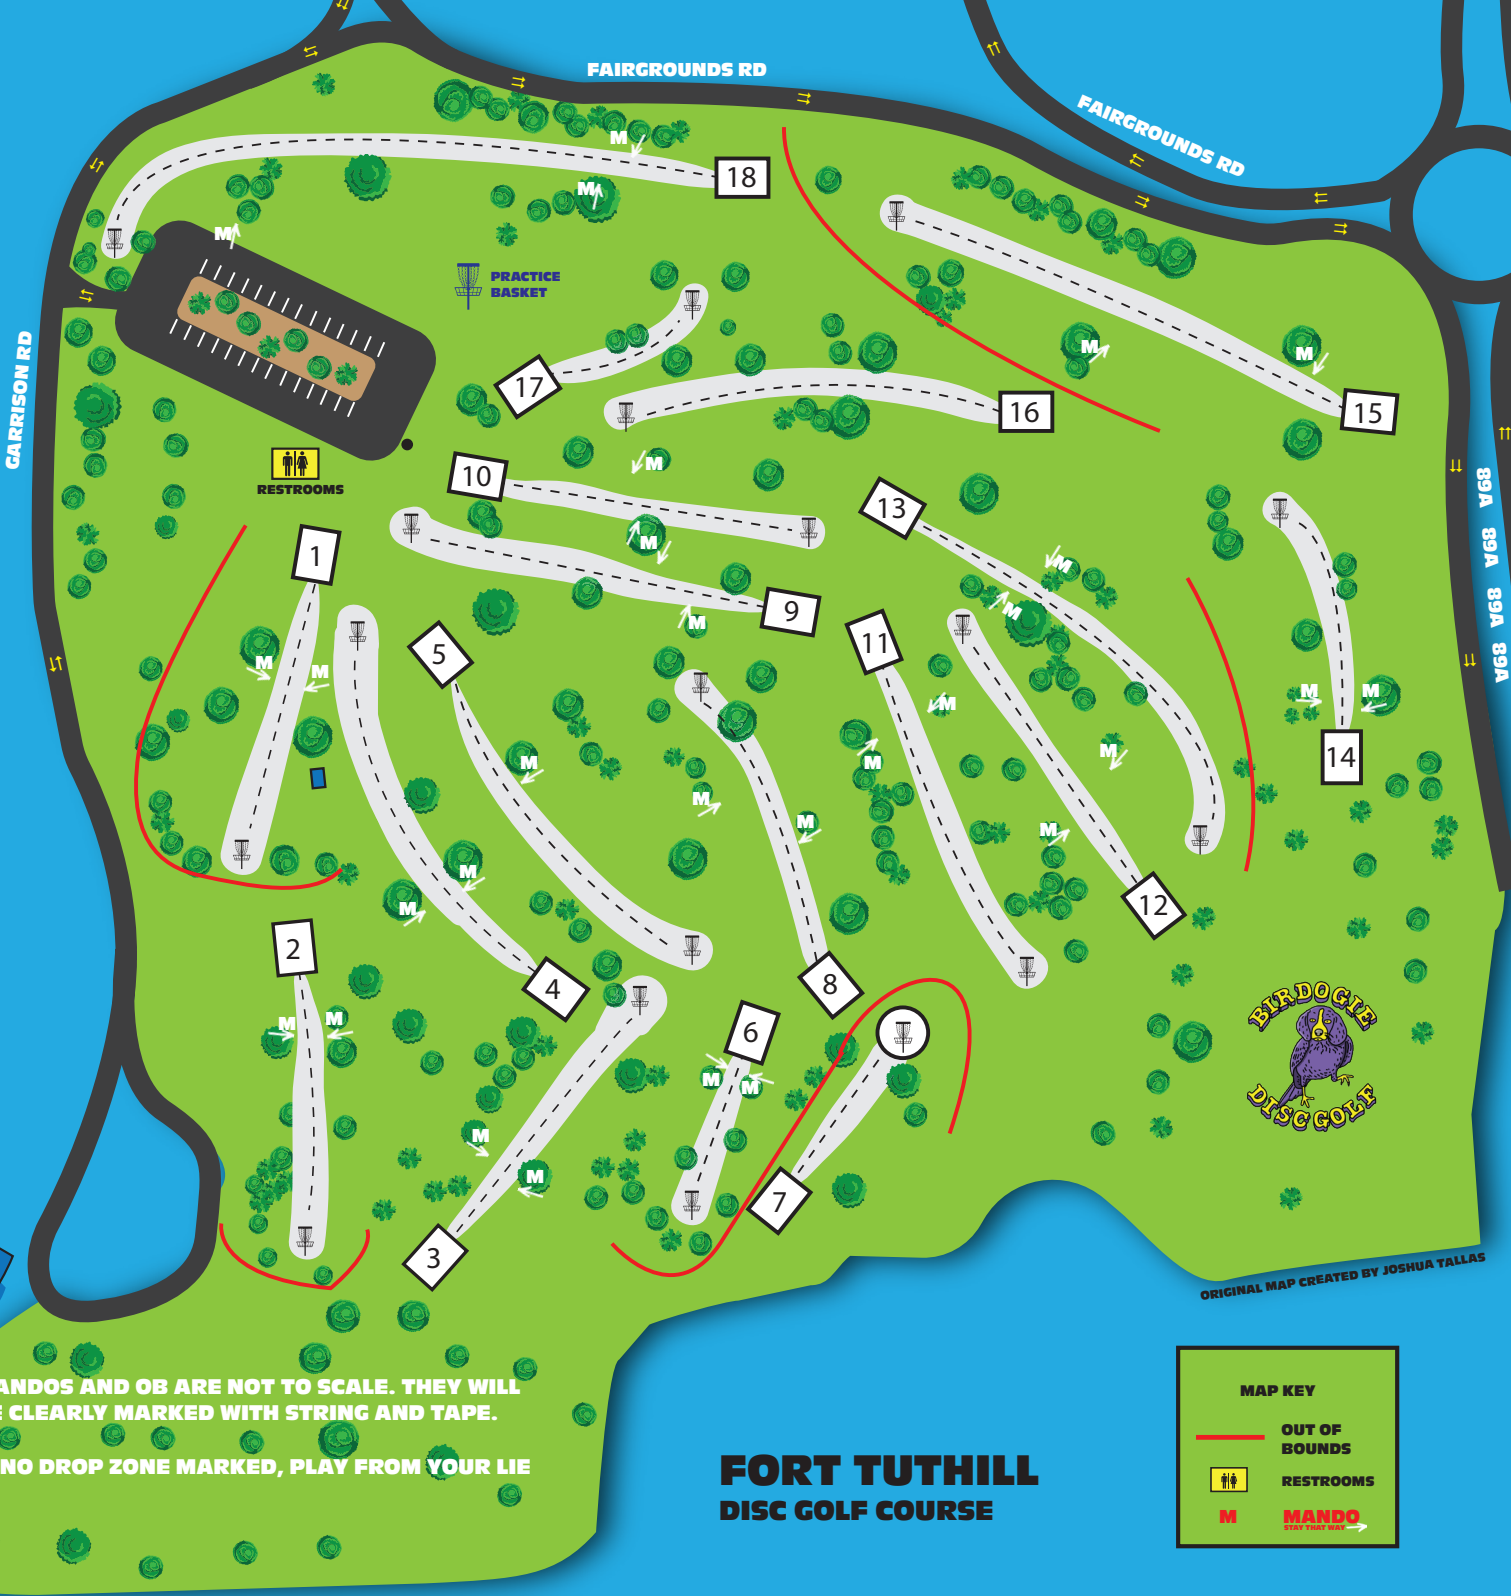 FAIRGROUNDS RD
FAIRGROUNDS RD
M
18
M
M
PRACTICE
BASKET
GARRISON RD
M
M
17
16
15
RESTROOMS
10
M
13
89A 89A 89A 89A
1
M
M
9
M
M
11
5
M
M
M
M
M
14
M
M
M
M
M
M
M
M
M
12
2
4
8
M
M
6
M
M
7
BIRDOGIE
DISC GOLF
M
M
3
ORIGINAL MAP CREATED BY JOSHUA TALLAS
ANDOS AND OB ARE NOT TO SCALE. THEY WILL
E CLEARLY MARKED WITH STRING AND TAPE.
NO DROP ZONE MARKED, PLAY FROM YOUR LIE
FORT TUTHILL
DISC GOLF COURSE
MAP KEY
OUT OF
BOUNDS
RESTROOMS
M MANDO
STAY THAT WAY